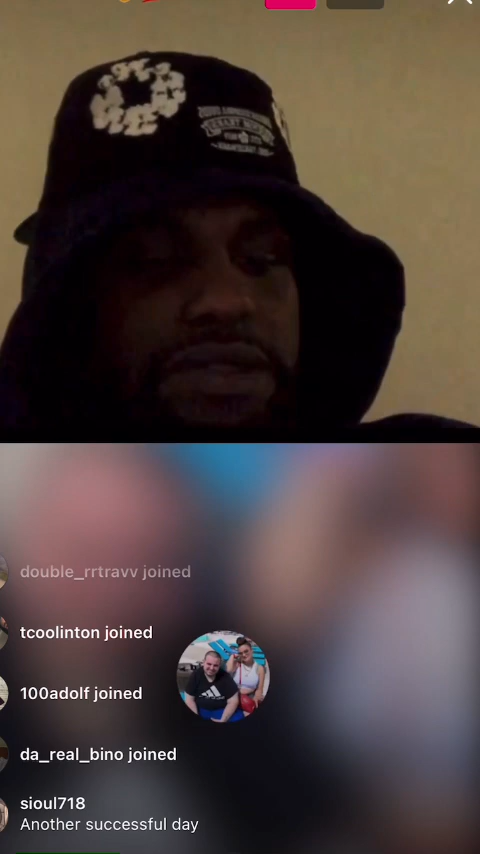 double_rrtravv joined
tcoolinton joined
100adolf joined
da_real_bino joined
sioul718
Another successful day